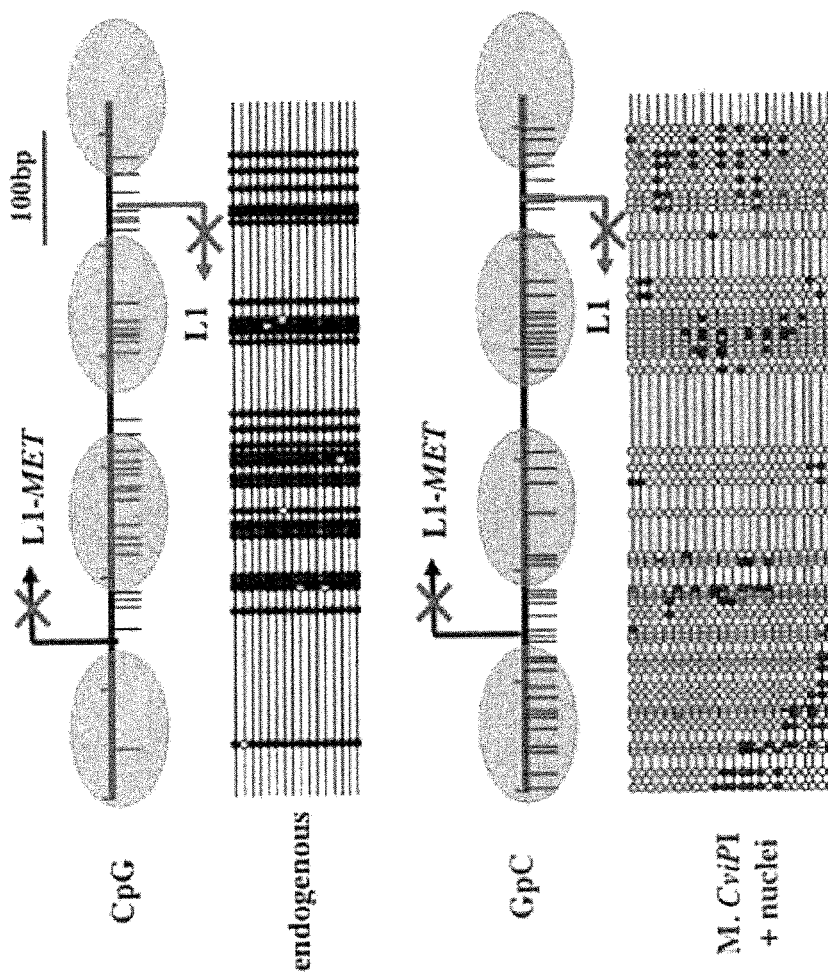 100bp
CpG
L1-MET
L1
endogenous
GpC
L1-MET
L1
M. CviPI
+ nuclei